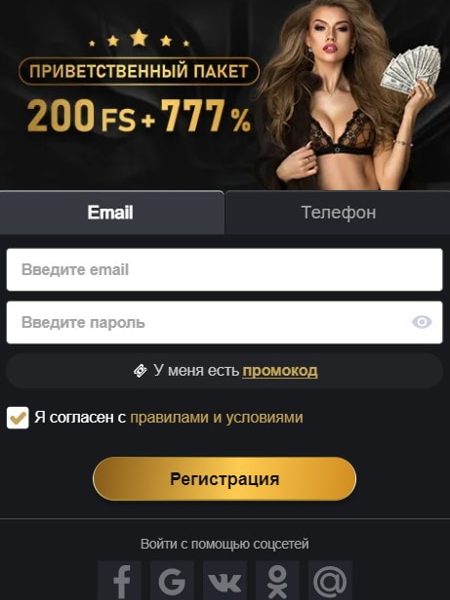 ПРИВЕТСТВЕННЫЙ ПАКЕТ
200 FS + 777 %
Email
Телефон
Введите email
Введите пароль
У меня есть промокод
Я согласен с правилами и условиями
Регистрация
Войти с помощью соцсетей